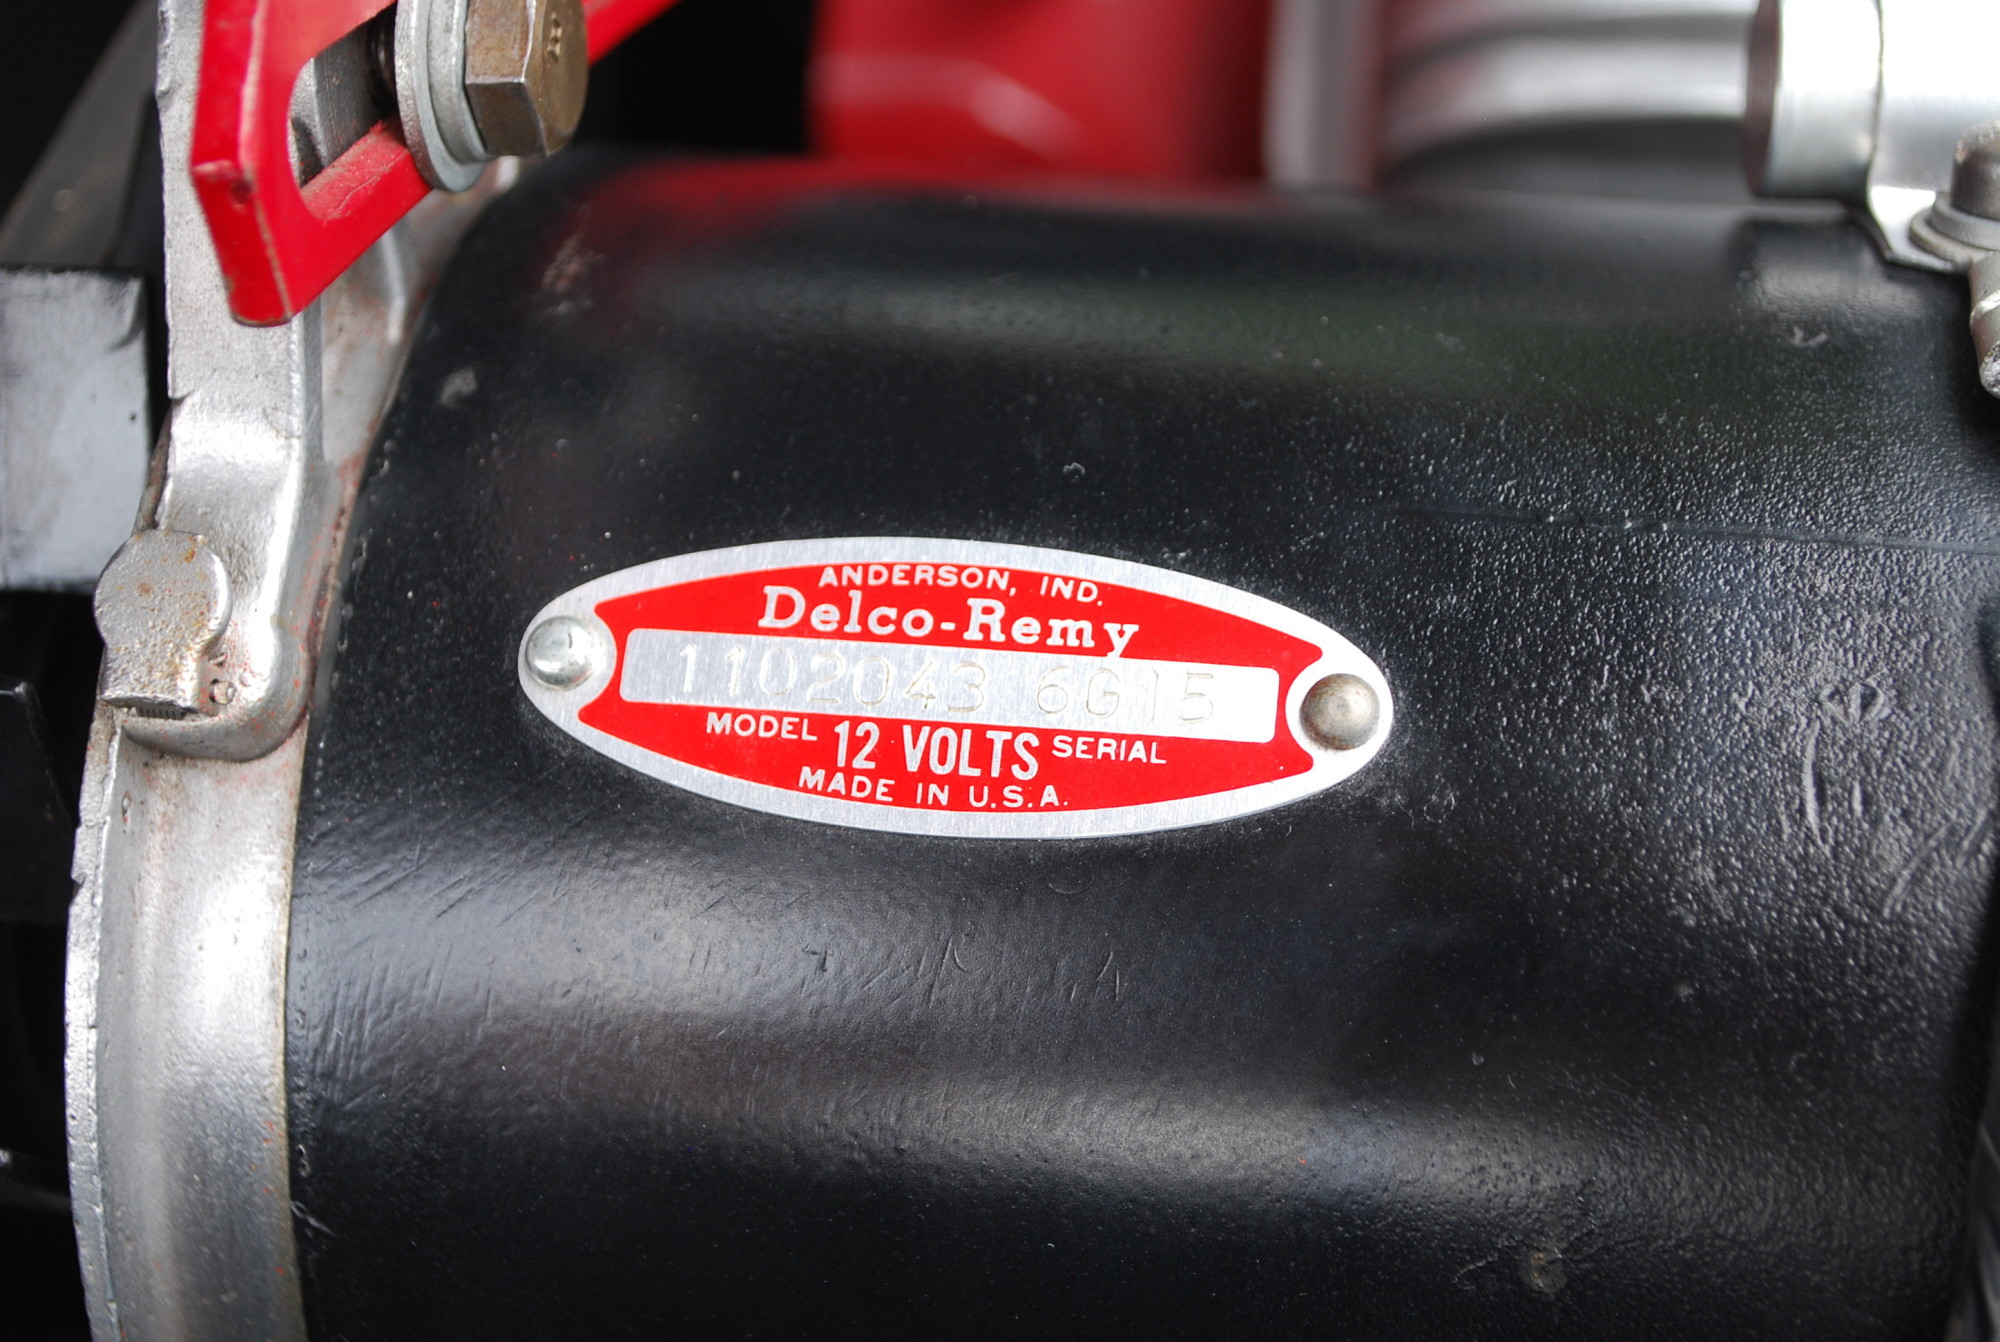 ANDERSON, IND.
Delco-Remy
1102043 6G15
MODEL 12 VOLTS SERIAL
MADE IN U.S.A.